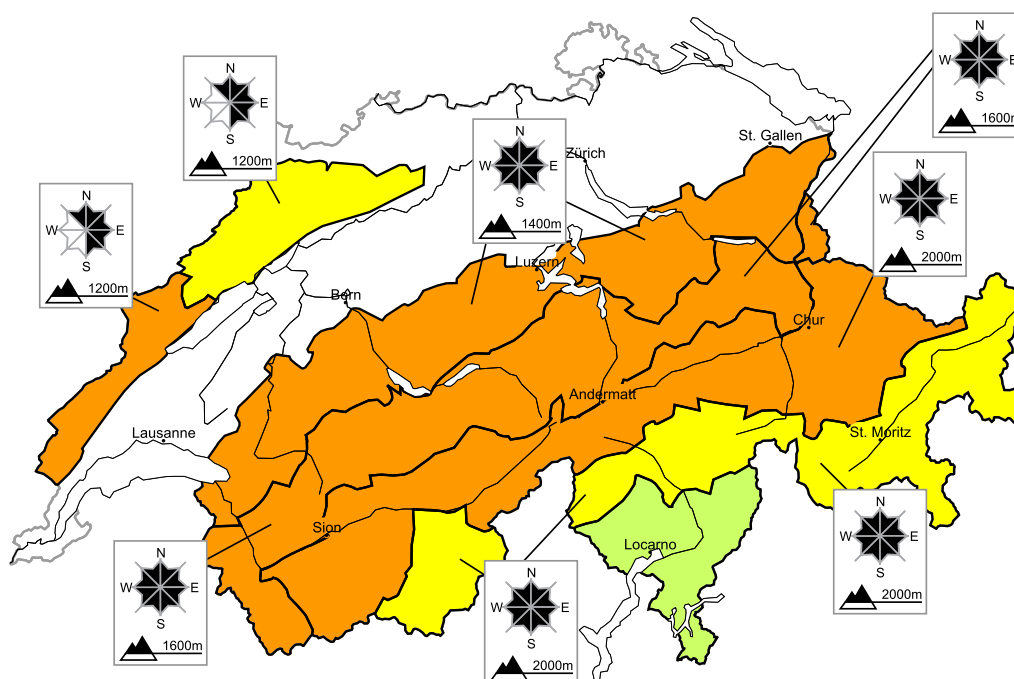 N
W E
S
1600m
N
W E
S
1200m
N
W E
S
1400m
St. Gallen
Zürich
N
W E
S
2000m
N
W E
S
1200m
Luzern
Bern
Chur
Andermatt
Lausanne
St. Moritz
N
W E
S
2000m
Sion
Locarno
N
W E
S
1600m
N
W E
S
2000m